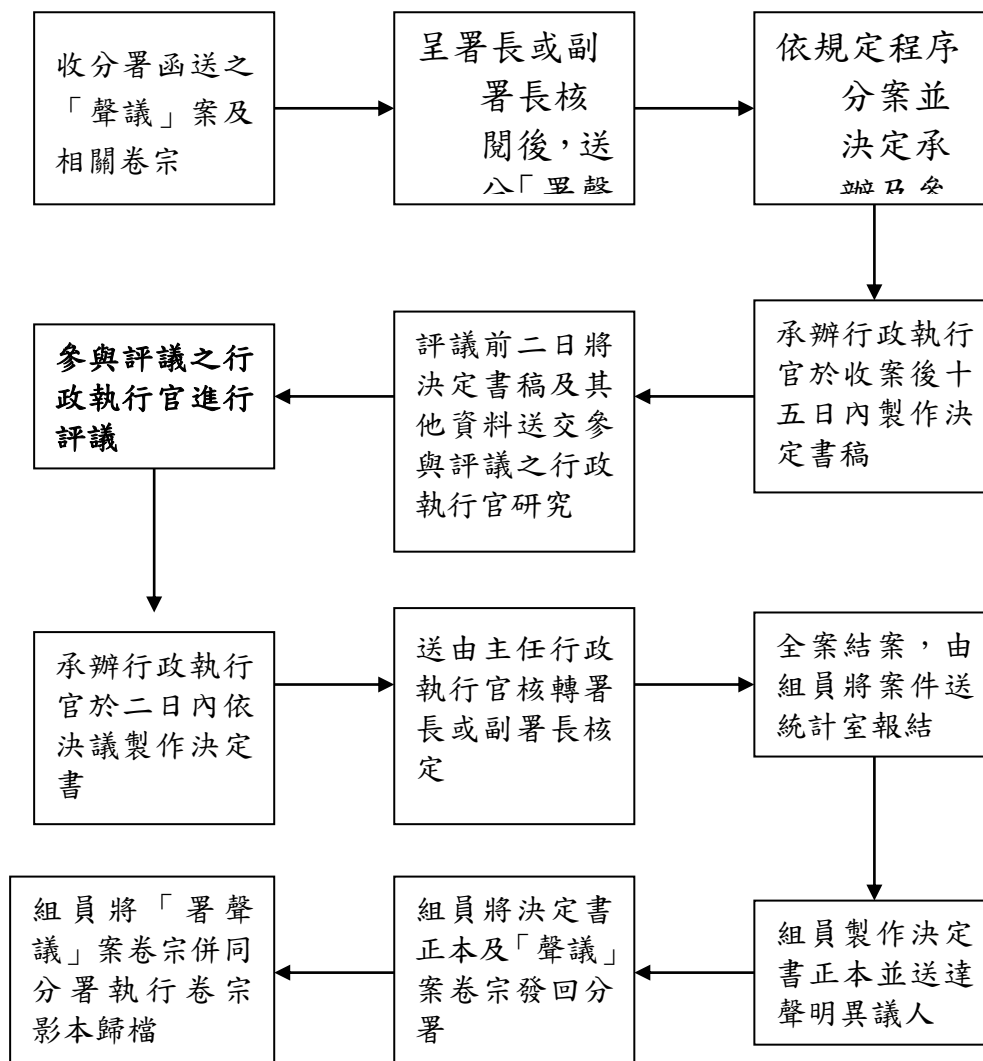 收分署函送之
「聲議」案及
相關卷宗
呈署長或副
署長核
閱後，送
分「署聲
依規定程序
分案並
決定承
辦及參
承辦行政執行
官於收案後十
五日內製作決
定書稿
評議前二日將
決定書稿及其
他資料送交參
與評議之行政
執行官研究
參與評議之行
政執行官進行
評議
承辦行政執行
官於二日內依
決議製作決定
書
送由主任行政
執行官核轉署
長或副署長核
定
全案結案，由
組員將案件送
統計室報結
組員製作決定
書正本並送達
聲明異議人
組員將決定書
正本及「聲議」
案卷宗發回分
署
組員將「署聲
議」案卷宗併同
分署執行卷宗
影本歸檔